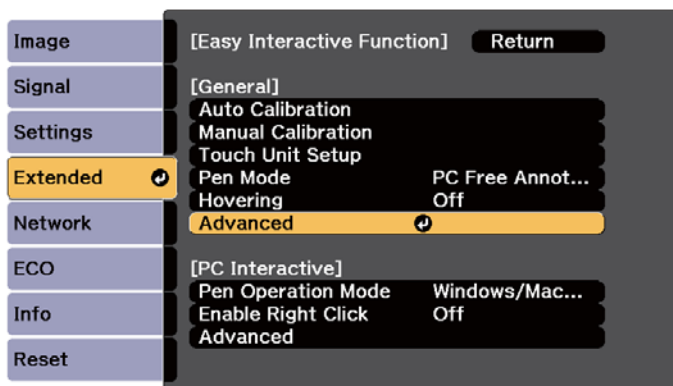 Image
Signal
Settings
Extended
Network
ECO
Info
Reset
[Easy Interactive Function] Return
[General]
Auto Calibration
Manual Calibration
Touch Unit Setup
Pen Mode PC Free Annot...
Hovering Off
Advanced
[PC Interactive]
Pen Operation Mode Windows/Mac...
Enable Right Click Off
Advanced